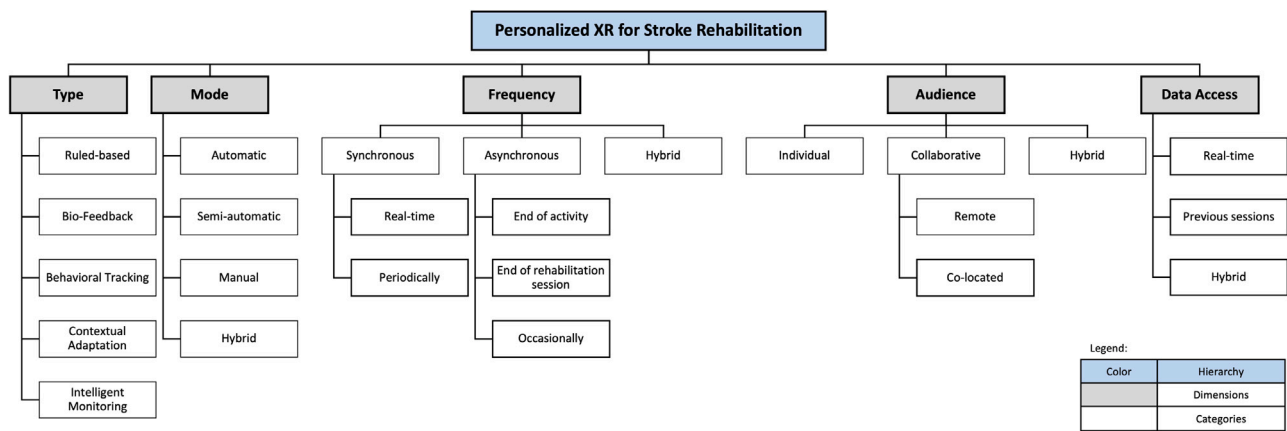 Personalized XR for Stroke Rehabilitation
Type
Mode
Frequency
Audience
Data Access
Ruled-based
Bio-Feedback
Behavioral Tracking
Contextual
Adaptation
Intelligent
Monitoring
Automatic
Semi-automatic
Manual
Hybrid
Synchronous
Real-time
Periodically
Asynchronous
End of activity
End of rehabilitation
session
Occasionally
Hybrid
Individual
Collaborative
Remote
Co-located
Hybrid
Real-time
Previous sessions
Hybrid
Legend:
Color Hierarchy
Dimensions
Categories